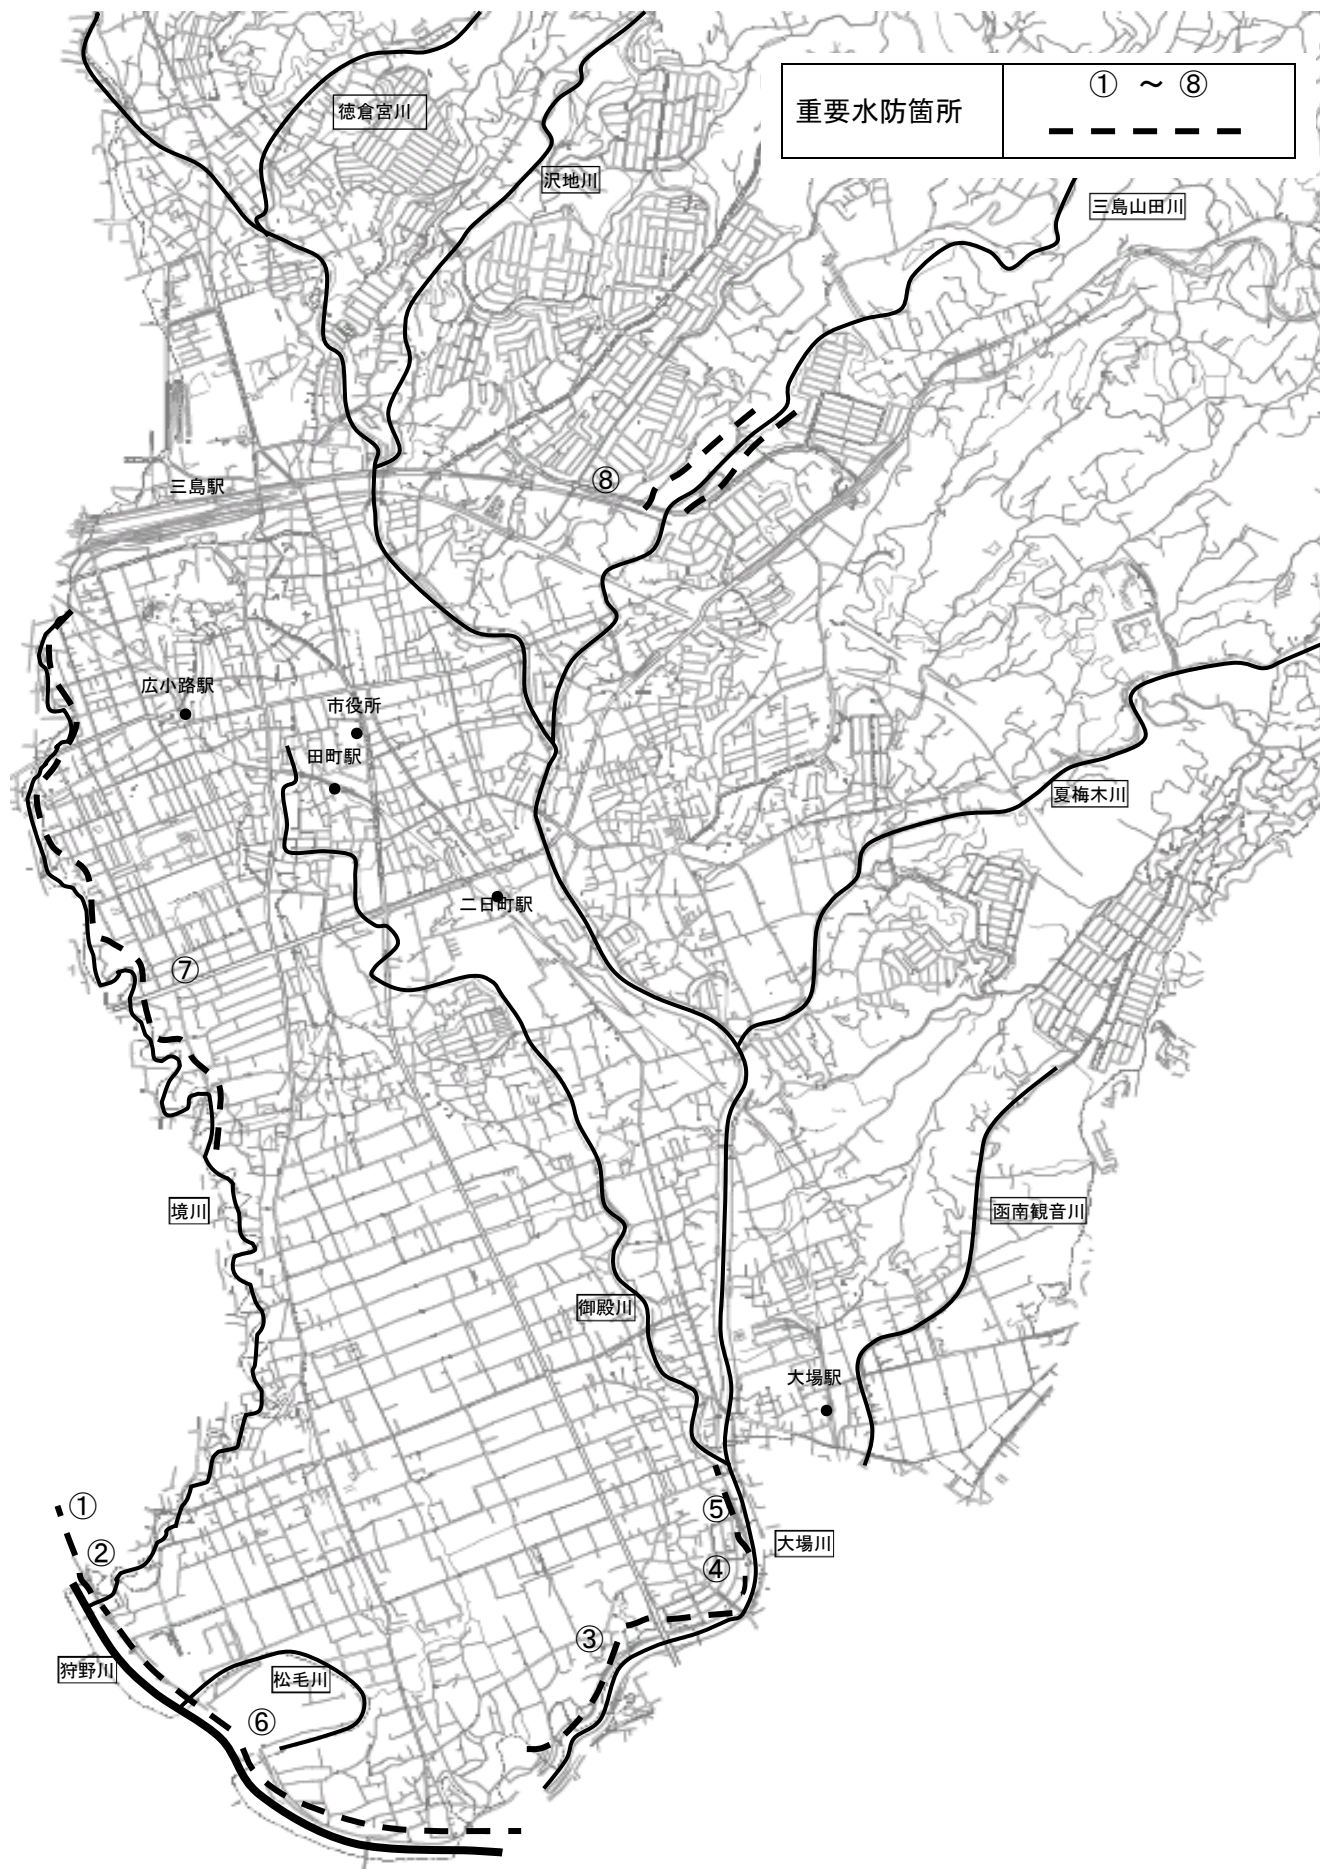 ① ～ ⑧
重要水防箇所
徳倉宮川
沢地川
三島山田川
三島駅
⑧
広小路駅
市役所
田町駅
夏梅木川
二日町駅
⑦
境川
函南観音川
御殿川
大場駅
①
⑤
大場川
②
④
③
狩野川
松毛川
⑥